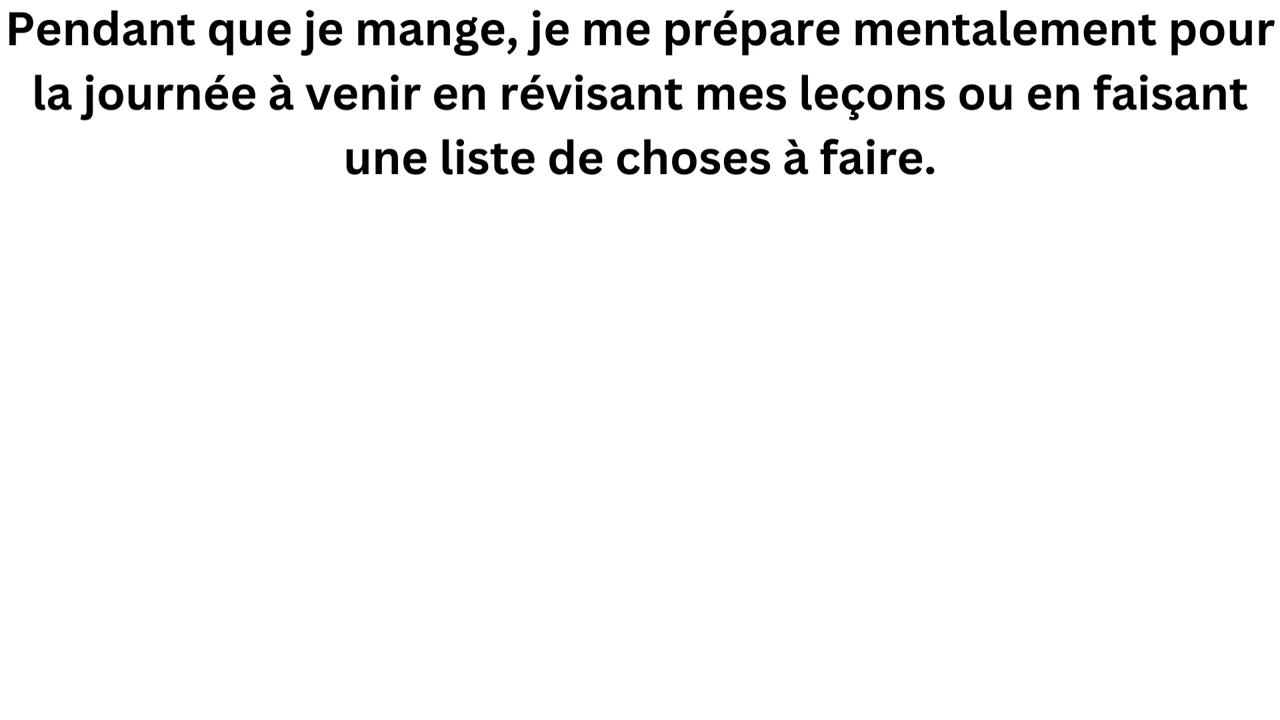 Pendant que je mange, je me prépare mentalement pour
la journée à venir en révisant mes leçons ou en faisant
une liste de choses à faire.